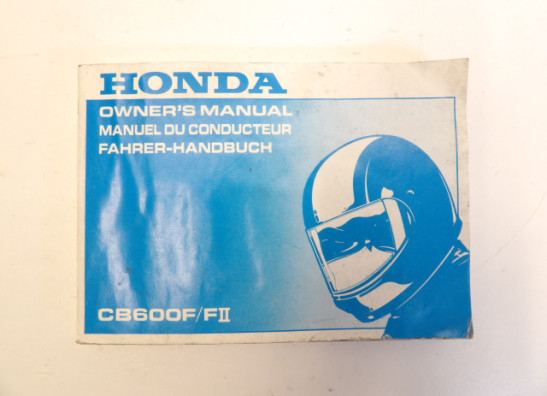 HONDA
OWNER'S MANUAL
MANUEL DU CONDUCTEUR
FAHRER-HANDBUCH
CB600F/FII